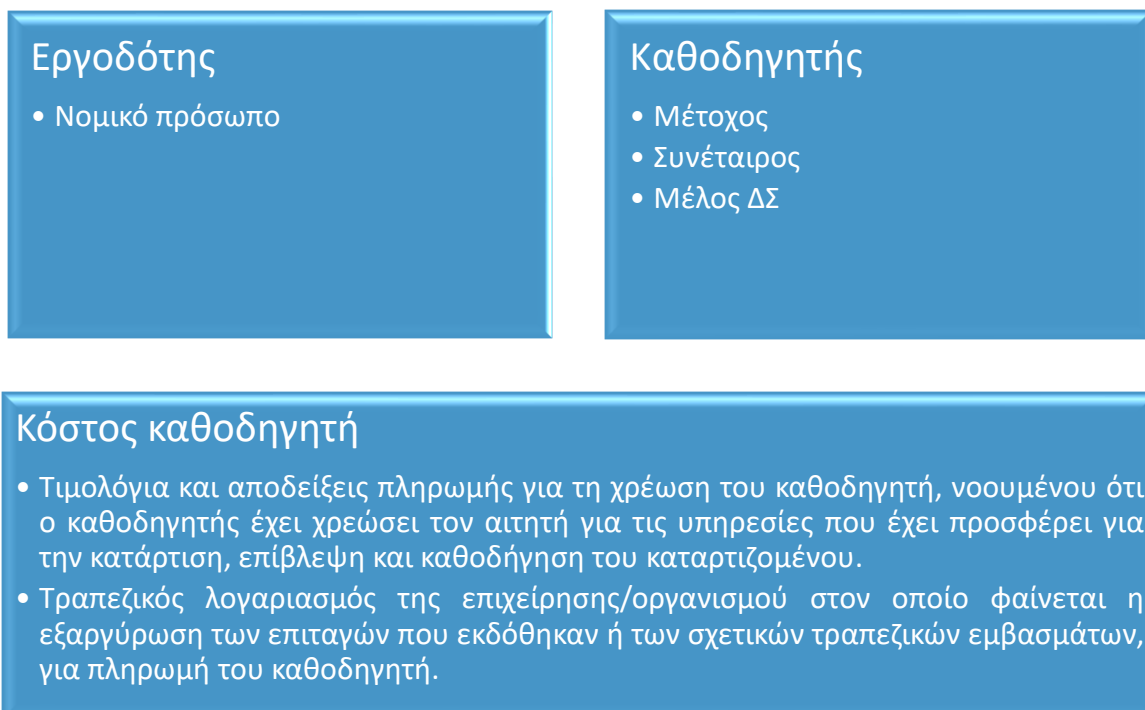 Εργοδότης
• Νομικό πρόσωπο
Καθοδηγητής
• Μέτοχος
• Συνέταιρος
• Μέλος ΔΣ
Κόστος καθοδηγητή
• Τιμολόγια και αποδείξεις πληρωμής για τη χρέωση του καθοδηγητή, νοουμένου ότι
ο καθοδηγητής έχει χρεώσει τον αιτητή για τις υπηρεσίες που έχει προσφέρει για
την κατάρτιση, επίβλεψη και καθοδήγηση του καταρτιζομένου.
• Τραπεζικός λογαριασμός της επιχείρησης/οργανισμού στον οποίο φαίνεται η
εξαργύρωση των επιταγών που εκδόθηκαν ή των σχετικών τραπεζικών εμβασμάτων,
για πληρωμή του καθοδηγητή.